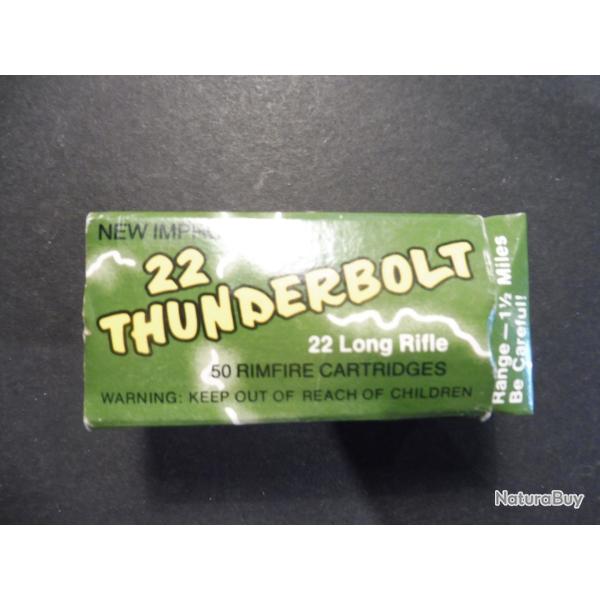 NEW IMPR
22
THUNDERBOLT
22 Long Rifle
50 RIMFIRE CARTRIDGES
WARNING: KEEP OUT OF REACH OF CHILDREN
Range — 1½ Miles
Be Careful!
NaturaBuy